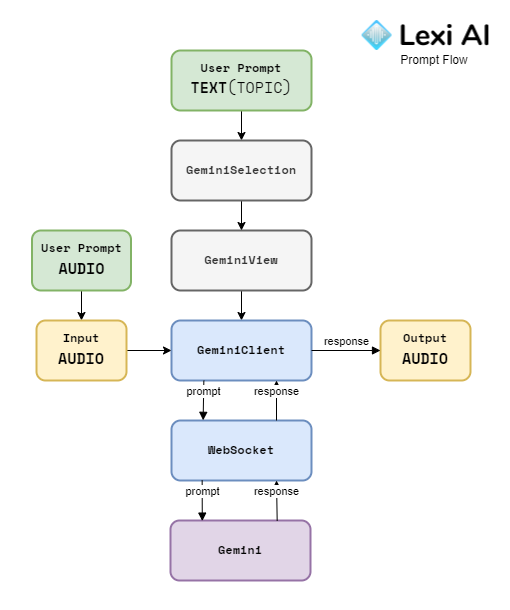 Lexi AI
Prompt Flow
User Prompt
TEXT(TOPIC)
GeminiSelection
User Prompt
AUDIO
GeminiView
Input
AUDIO
GeminiClient
response
Output
AUDIO
prompt
response
WebSocket
prompt
response
Gemini